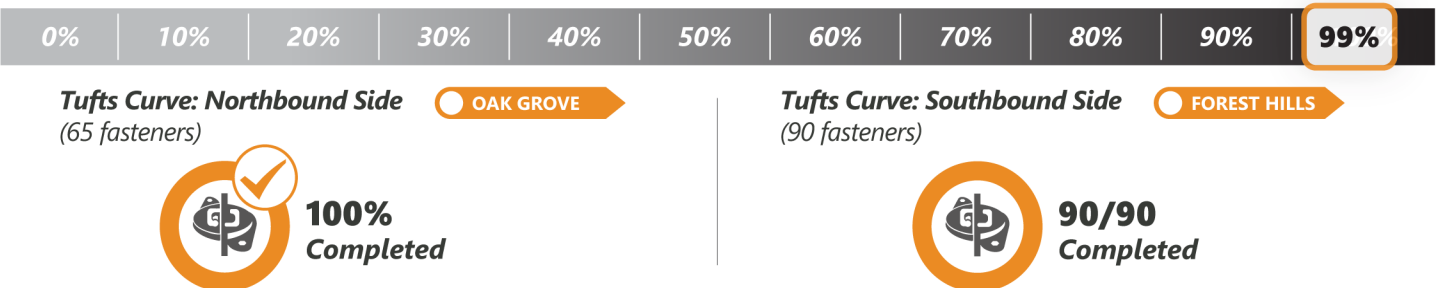 0% 10% 20% 30% 40% 50% 60% 70% 80% 90% 99%
Tufts Curve: Northbound Side OAK GROVE
(65 fasteners)
100%
Completed
Tufts Curve: Southbound Side FOREST HILLS
(90 fasteners)
90/90
Completed